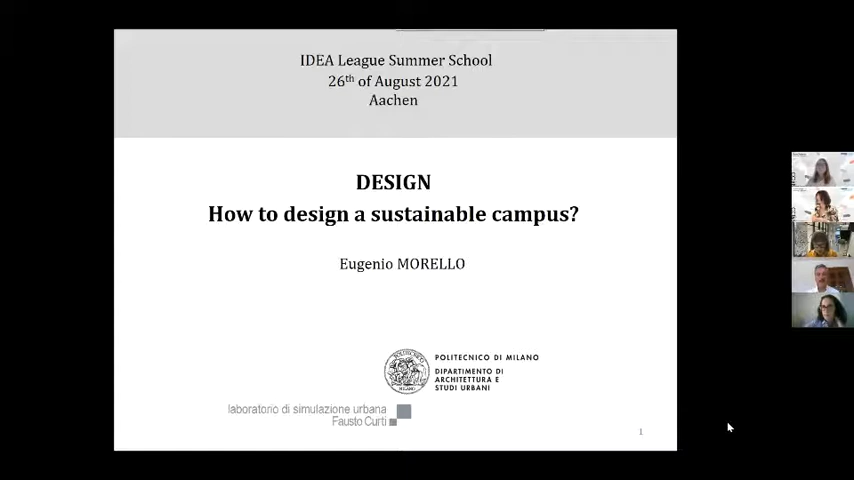 IDEA League Summer School
26th of August 2021
Aachen
DESIGN
How to design a sustainable campus?
Eugenio MORELLO
POLITECNICO DI MILANO
DIPARTIMENTO DI
ARCHITETTURA E
STUDI URBANI
laboratorio di simulazione urbana
Fausto Curti
1